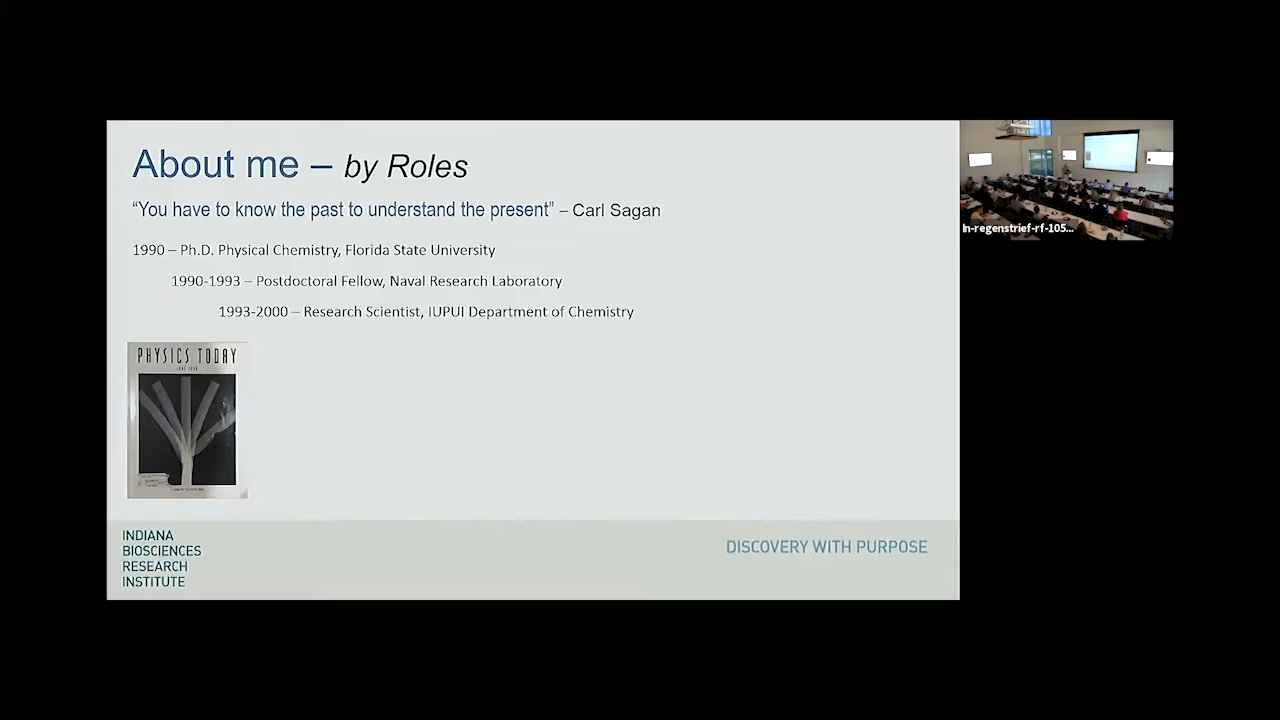 About me – by Roles
“You have to know the past to understand the present” – Carl Sagan
1990 – Ph.D. Physical Chemistry, Florida State University
1990-1993 – Postdoctoral Fellow, Naval Research Laboratory
1993-2000 – Research Scientist, IUPUI Department of Chemistry
PHYSICS TODAY
INDIANA
BIOSCIENCES
RESEARCH
INSTITUTE
DISCOVERY WITH PURPOSE
In-regenstrief-rf-105...